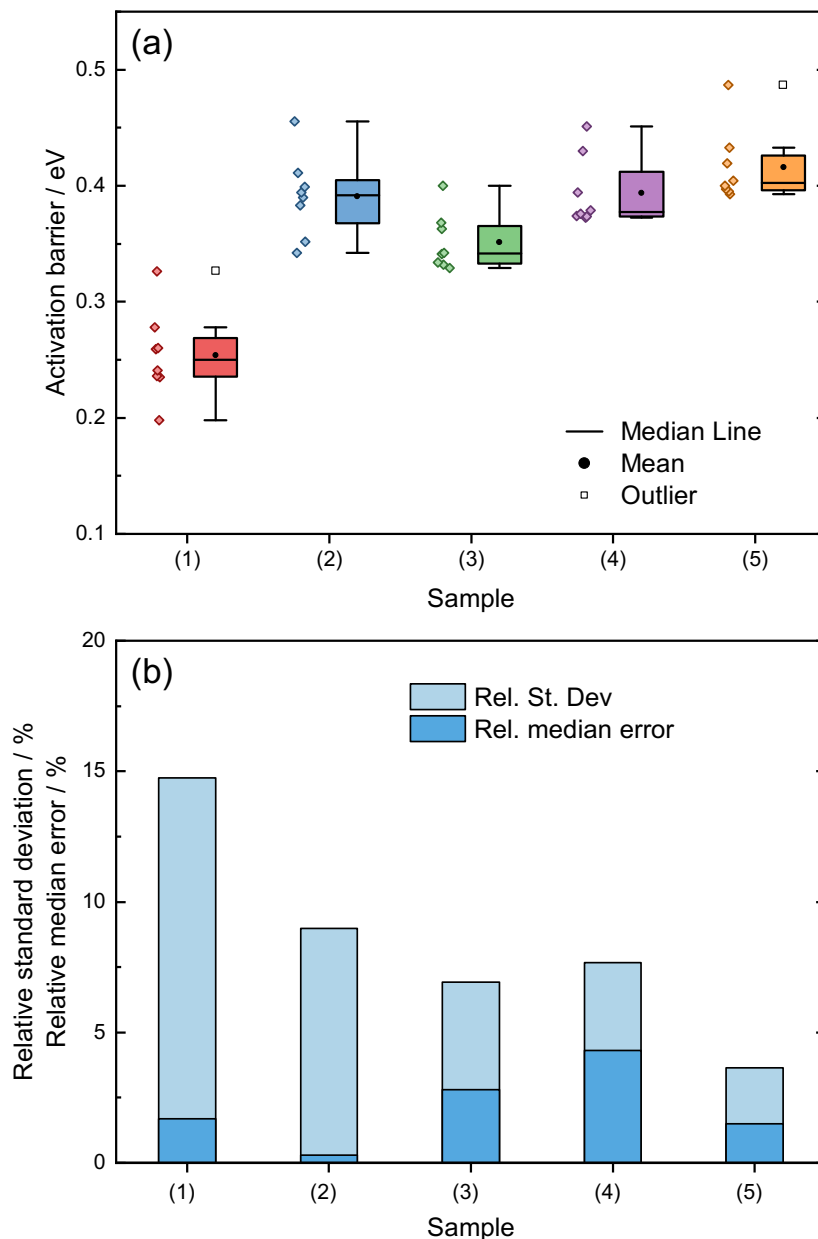 (a)
Activation barrier / eV
0.5
0.4
0.3
0.2
0.1
Median Line
Mean
Outlier
(1)
(2)
(3)
(4)
(5)
Sample
(b)
Relative standard deviation / %
Relative median error / %
20
15
10
5
0
Rel. St. Dev
Rel. median error
(1)
(2)
(3)
(4)
(5)
Sample